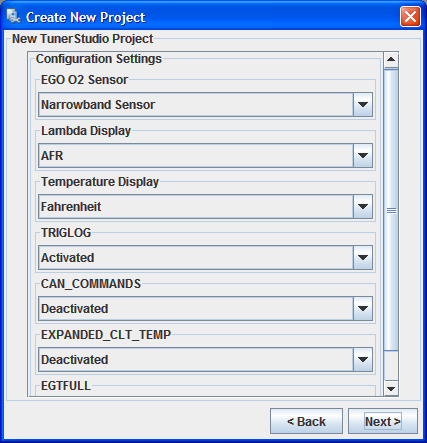 Create New Project
New TunerStudio Project
Configuration Settings
EGO O2 Sensor
Narrowband Sensor
Lambda Display
AFR
Temperature Display
Fahrenheit
TRIGLOG
Activated
CAN_COMMANDS
Deactivated
EXPANDED_CLT_TEMP
Deactivated
EGTFULL
< Back Next >